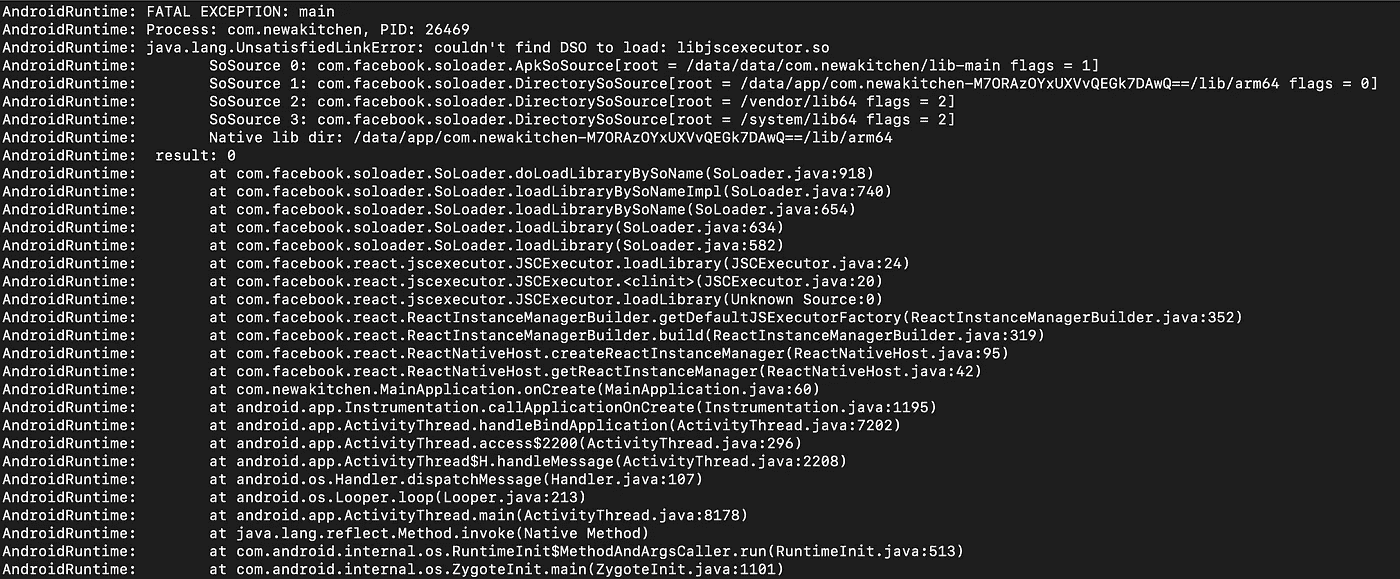 AndroidRuntime: FATAL EXCEPTION: main
AndroidRuntime: Process: com.newakitchen, PID: 26469
AndroidRuntime: java.lang.UnsatisfiedLinkError: couldn't find DSO to load: libjscexecutor.so
AndroidRuntime:        SoSource 0: com.facebook.soloader.ApkSoSource[root = /data/data/com.newakitchen/lib-main flags = 1]
AndroidRuntime:        SoSource 1: com.facebook.soloader.DirectorySoSource[root = /data/app/com.newakitchen-M7ORAzOYxUXVvQEGk7DAwQ==/lib/arm64 flags = 0]
AndroidRuntime:        SoSource 2: com.facebook.soloader.DirectorySoSource[root = /vendor/lib64 flags = 2]
AndroidRuntime:        SoSource 3: com.facebook.soloader.DirectorySoSource[root = /system/lib64 flags = 2]
AndroidRuntime:        Native lib dir: /data/app/com.newakitchen-M7ORAzOYxUXVvQEGk7DAwQ==/lib/arm64
AndroidRuntime:  result: 0
AndroidRuntime:        at com.facebook.soloader.SoLoader.doLoadLibraryBySoName(SoLoader.java:918)
AndroidRuntime:        at com.facebook.soloader.SoLoader.loadLibraryBySoNameImpl(SoLoader.java:740)
AndroidRuntime:        at com.facebook.soloader.SoLoader.loadLibraryBySoName(SoLoader.java:654)
AndroidRuntime:        at com.facebook.soloader.SoLoader.loadLibrary(SoLoader.java:634)
AndroidRuntime:        at com.facebook.soloader.SoLoader.loadLibrary(SoLoader.java:582)
AndroidRuntime:        at com.facebook.react.jscexecutor.JSCExecutor.loadLibrary(JSCExecutor.java:24)
AndroidRuntime:        at com.facebook.react.jscexecutor.JSCExecutor.<clinit>(JSCExecutor.java:20)
AndroidRuntime:        at com.facebook.react.jscexecutor.JSCExecutor.loadLibrary(Unknown Source:0)
AndroidRuntime:        at com.facebook.react.ReactInstanceManagerBuilder.getDefaultJSExecutorFactory(ReactInstanceManagerBuilder.java:352)
AndroidRuntime:        at com.facebook.react.ReactInstanceManagerBuilder.build(ReactInstanceManagerBuilder.java:319)
AndroidRuntime:        at com.facebook.react.ReactNativeHost.createReactInstanceManager(ReactNativeHost.java:95)
AndroidRuntime:        at com.facebook.react.ReactNativeHost.getReactInstanceManager(ReactNativeHost.java:42)
AndroidRuntime:        at com.newakitchen.MainApplication.onCreate(MainApplication.java:60)
AndroidRuntime:        at android.app.Instrumentation.callApplicationOnCreate(Instrumentation.java:1195)
AndroidRuntime:        at android.app.ActivityThread.handleBindApplication(ActivityThread.java:7202)
AndroidRuntime:        at android.app.ActivityThread.access$2200(ActivityThread.java:296)
AndroidRuntime:        at android.app.ActivityThread$H.handleMessage(ActivityThread.java:2208)
AndroidRuntime:        at android.os.Handler.dispatchMessage(Handler.java:107)
AndroidRuntime:        at android.os.Looper.loop(Looper.java:213)
AndroidRuntime:        at android.app.ActivityThread.main(ActivityThread.java:8178)
AndroidRuntime:        at java.lang.reflect.Method.invoke(Native Method)
AndroidRuntime:        at com.android.internal.os.RuntimeInit$MethodAndArgsCaller.run(RuntimeInit.java:513)
AndroidRuntime:        at com.android.internal.os.ZygoteInit.main(ZygoteInit.java:1101)